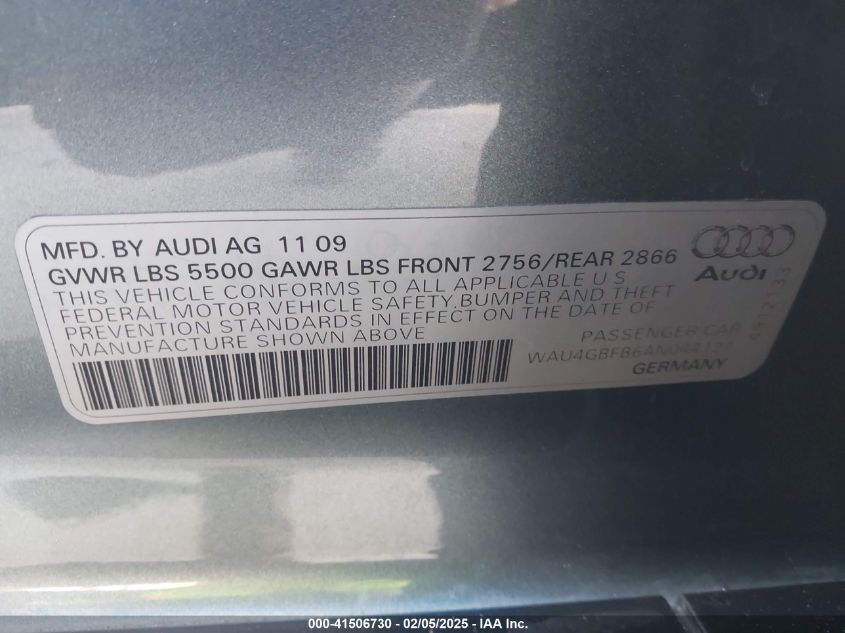 MFD. BY AUDI AG 11 09
GVWR LBS 5500 GAWR LBS FRONT 2756/REAR 2866
THIS VEHICLE CONFORMS TO ALL APPLICABLE U S
FEDERAL MOTOR VEHICLE SAFETY, BUMPER AND THEFT
PREVENTION STANDARDS IN EFFECT ON THE DATE OF
MANUFACTURE SHOWN ABOVE
Audi
PASSENGER CAR
GERMANY
0912133
000-41506730 - 02/05/2025 - IAA Inc.